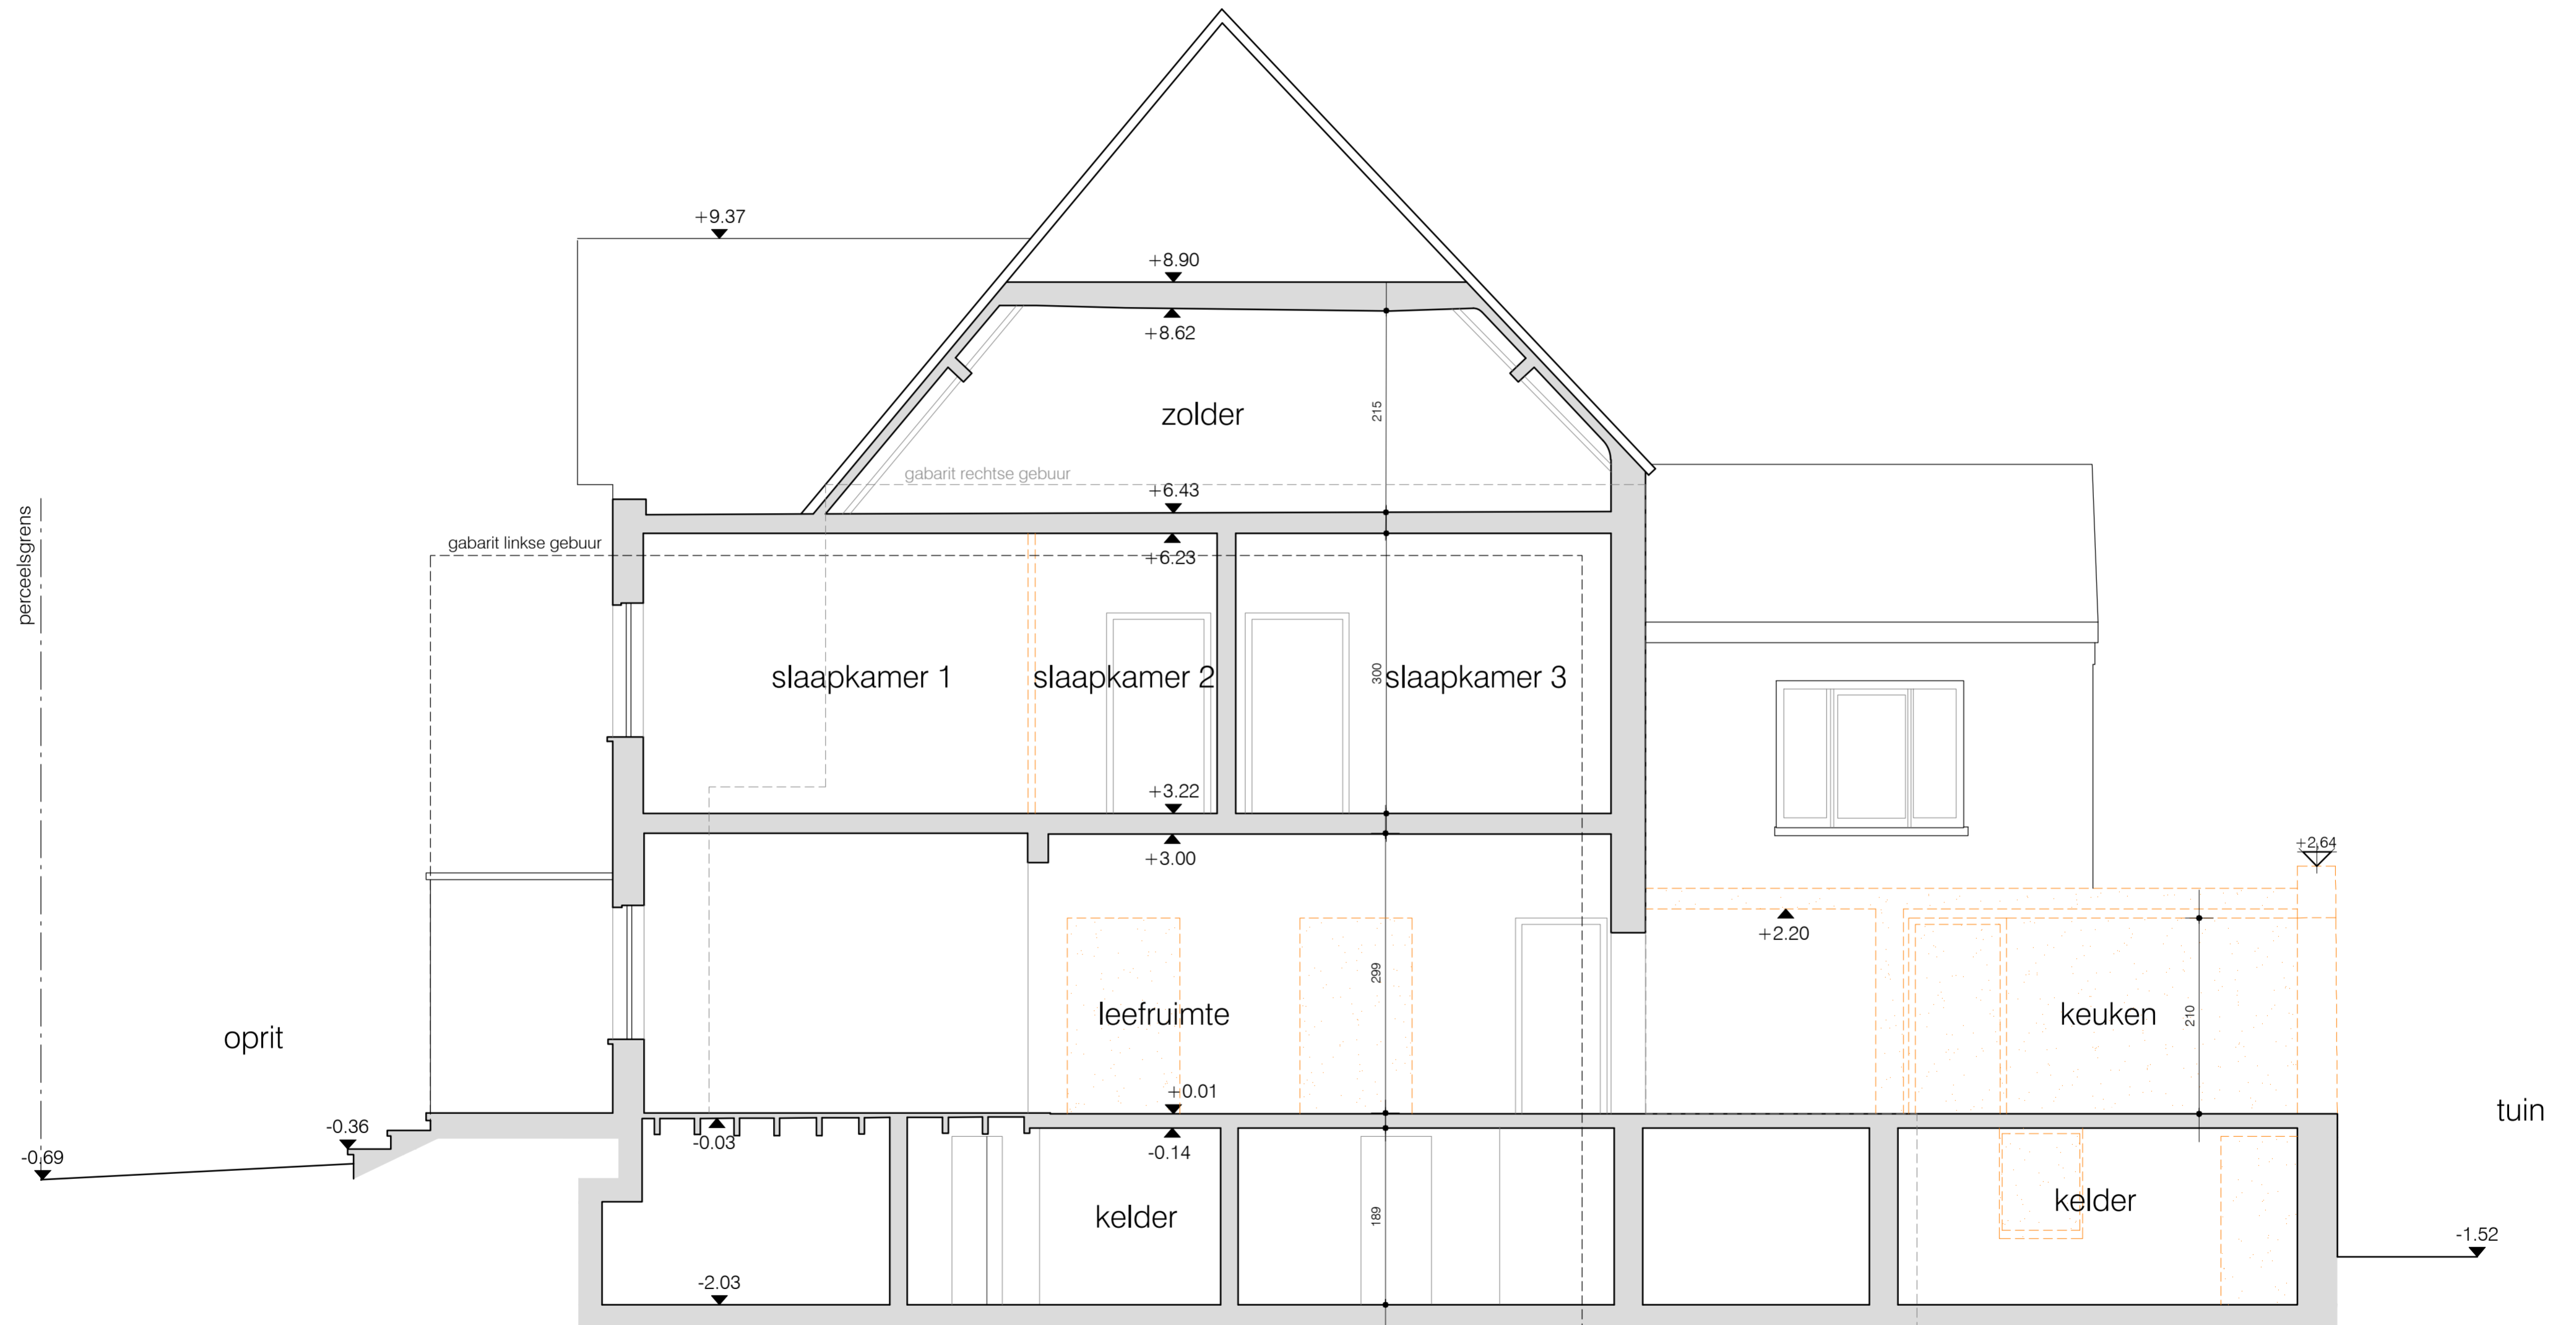 +9.37
+8.90
+8.62
zolder
215
gabarit rechtse gebuur
+6.43
perceelsgrens
gabarit linkse gebuur
+6.23
slaapkamer 1
slaapkamer 2
300
slaapkamer 3
+3.22
+3.00
+2,64
+2.20
299
leefruimte
keuken
210
oprit
+0.01
tuin
-0.36
-0.03
-0.14
-0.69
kelder
189
kelder
-1.52
-2.03